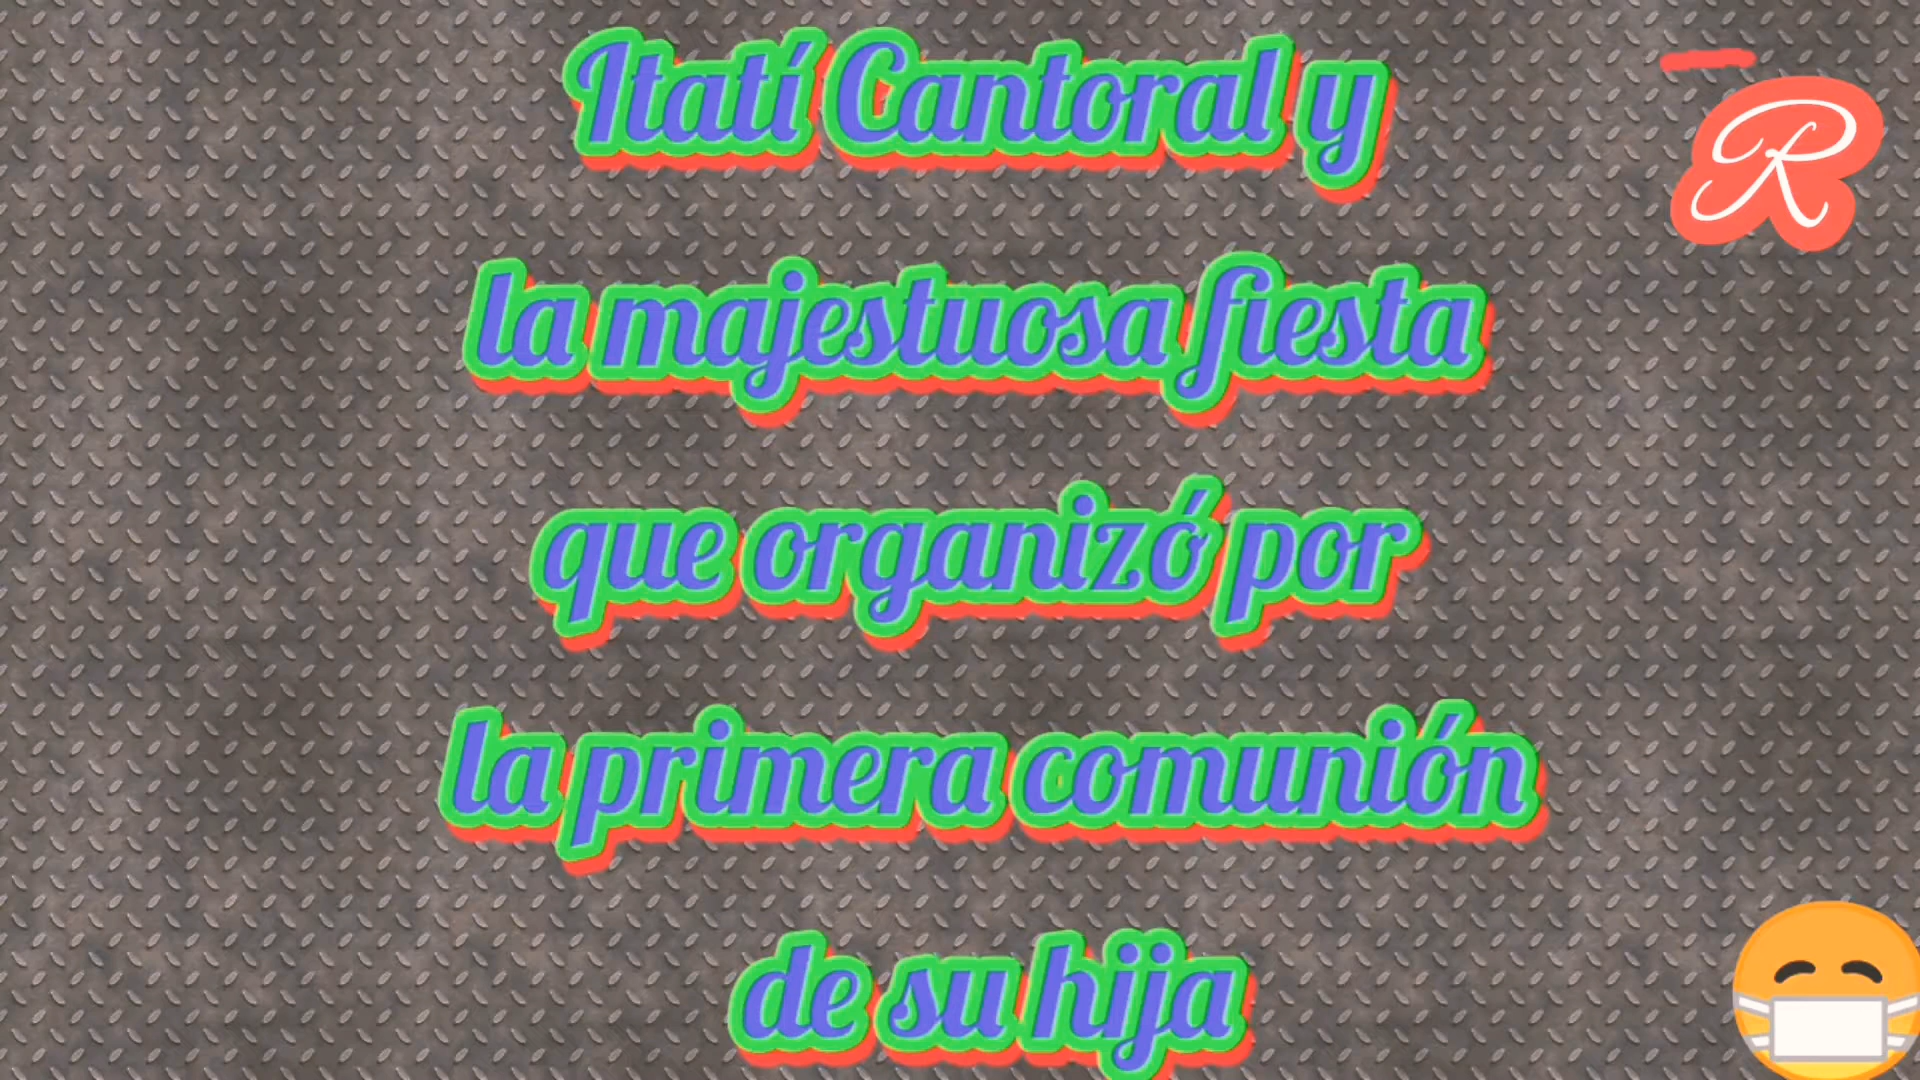 Itatí Cantoral y
R
la majestuosa fiesta
que organizó por
la primera comunión
de su hija